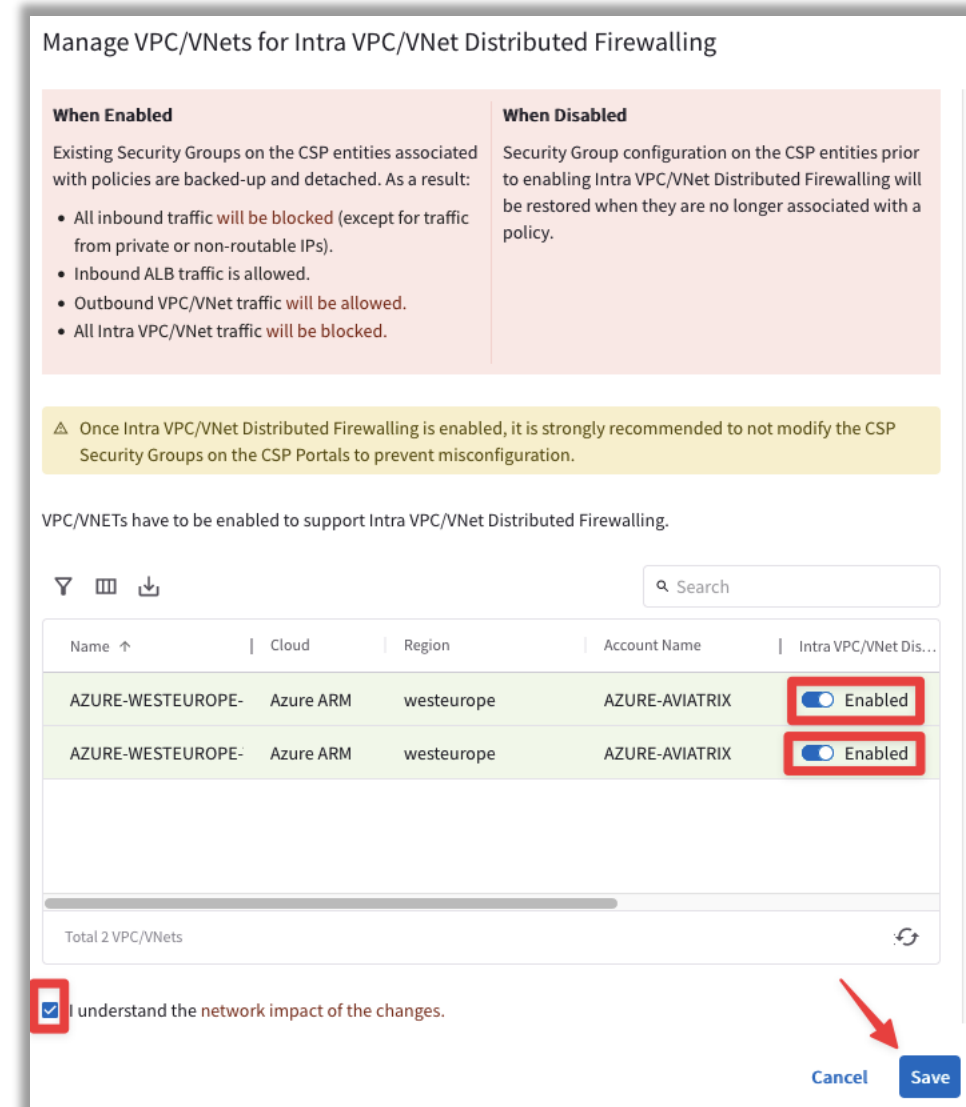 Manage VPC/VNets for Intra VPC/VNet Distributed Firewalling
When Enabled
Existing Security Groups on the CSP entities associated
with policies are backed-up and detached. As a result:
• All inbound traffic will be blocked (except for traffic
from private or non-routable IPs).
• Inbound ALB traffic is allowed.
• Outbound VPC/VNet traffic will be allowed.
• All Intra VPC/VNet traffic will be blocked.
When Disabled
Security Group configuration on the CSP entities prior
to enabling Intra VPC/VNet Distributed Firewalling will
be restored when they are no longer associated with a
policy.
Once Intra VPC/VNet Distributed Firewalling is enabled, it is strongly recommended to not modify the CSP
Security Groups on the CSP Portals to prevent misconfiguration.
VPC/VNETs have to be enabled to support Intra VPC/VNet Distributed Firewalling.
Search
Name Cloud Region Account Name Intra VPC/VNet Dis...
AZURE-WESTEUROPE- Azure ARM westeurope AZURE-AVIATRIX Enabled
AZURE-WESTEUROPE- Azure ARM westeurope AZURE-AVIATRIX Enabled
Total 2 VPC/VNets
I understand the network impact of the changes.
Cancel Save